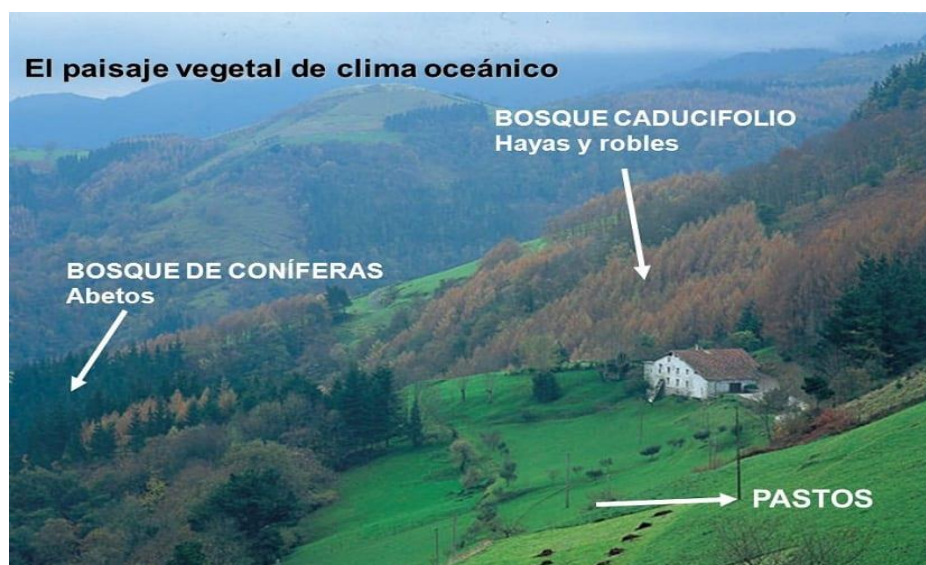 El paisaje vegetal de clima oceánico
BOSQUE CADUCIFOLIO
Hayas y robles
BOSQUE DE CONÍFERAS
Abetos
PASTOS